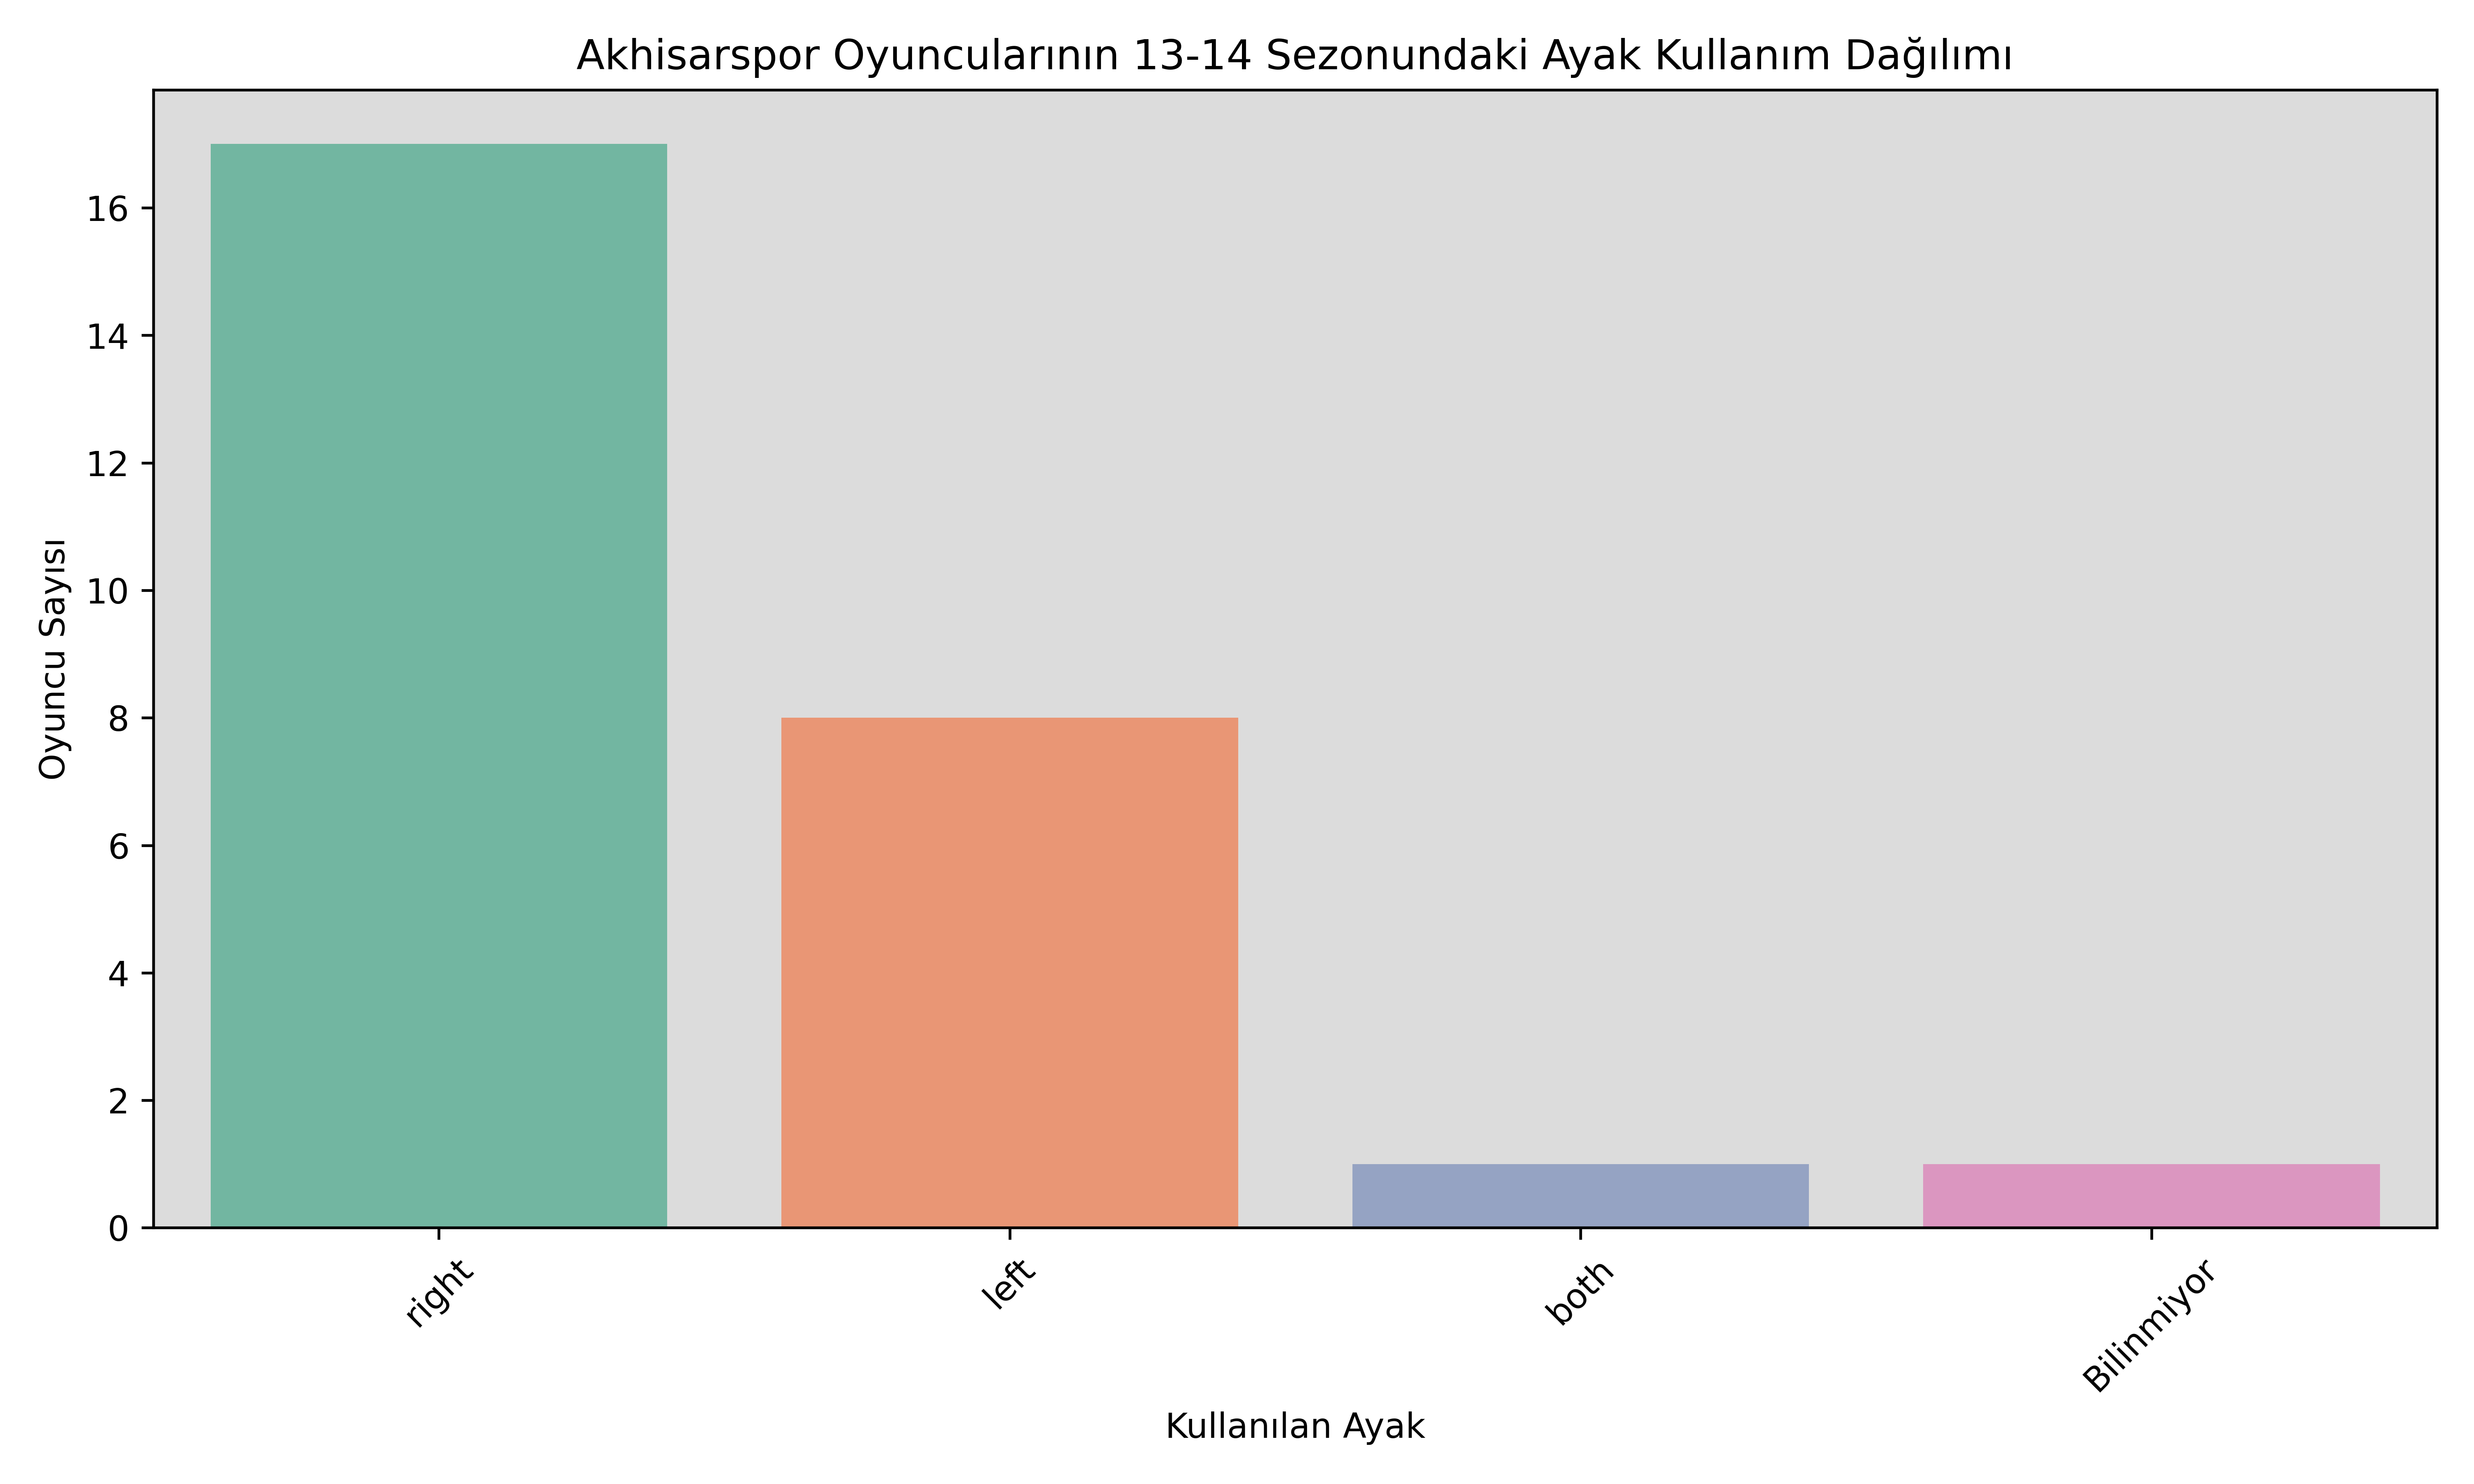 Akhisarspor Oyuncularının 13-14 Sezonundaki Ayak Kullanım Dağılımı
Oyuncu Sayısı
16
14
12
10
8
6
4
2
0
right
left
both
Bilinmiyor
Kullanılan Ayak